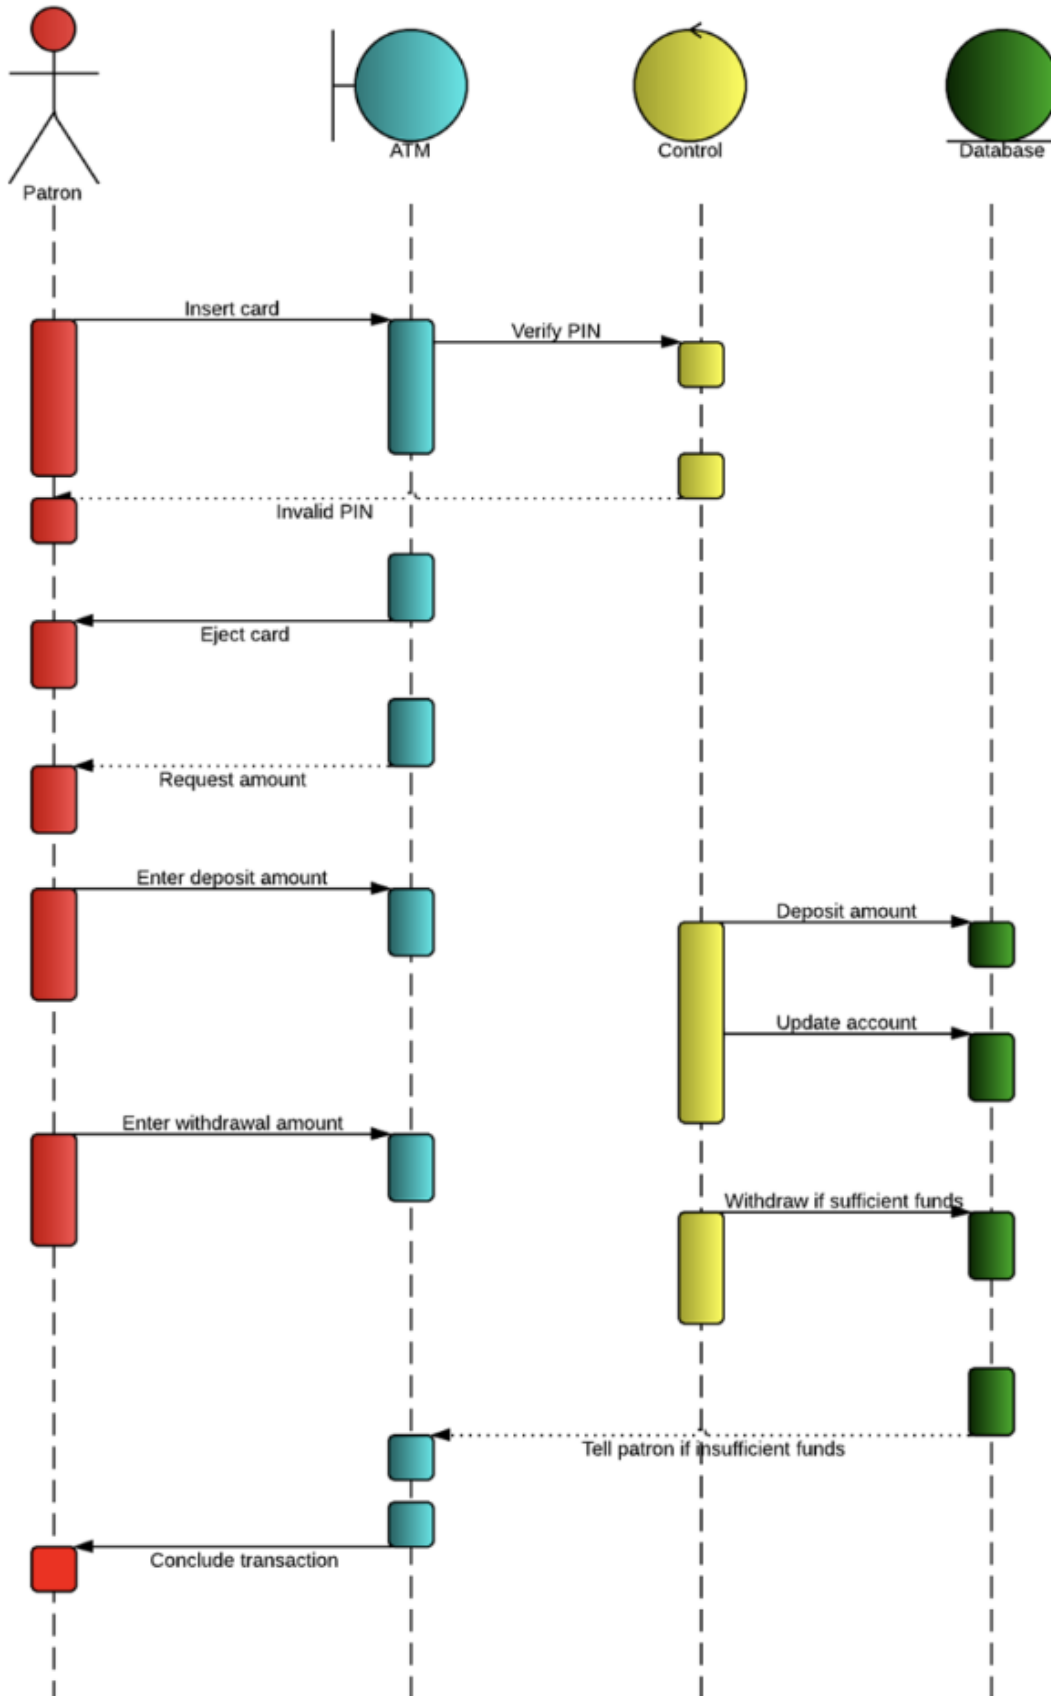 Patron
ATM
Control
Database
Insert card
Verify PIN
Invalid PIN
Eject card
Request amount
Enter deposit amount
Deposit amount
Update account
Enter withdrawal amount
Withdraw if sufficient funds
Tell patron if insufficient funds
Conclude transaction